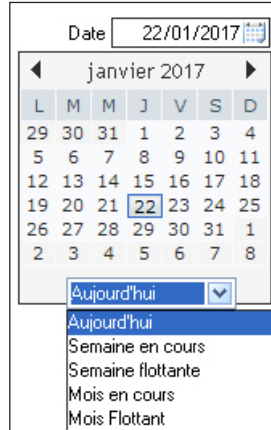 Date 22/01/2017
janvier 2017
L M M J V S D
29 30 31 1 2 3 4
5 6 7 8 9 10 11
12 13 14 15 16 17 18
19 20 21 22 23 24 25
26 27 28 29 30 31 1
2 3 4 5 6 7 8
Aujourd'hui
Aujourd'hui
Semaine en cours
Semaine flottante
Mois en cours
Mois Flottant